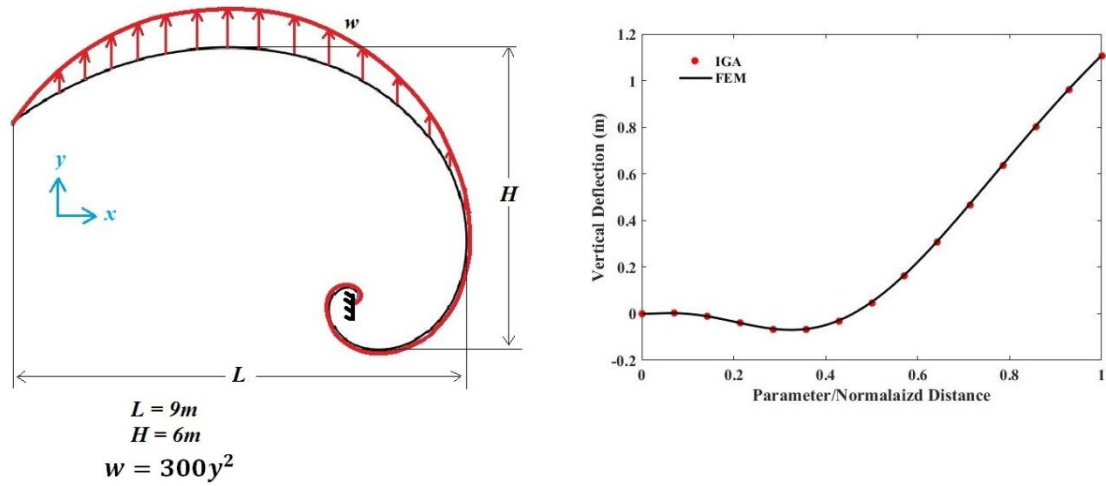 w
y
x
H
L
L = 9m
H = 6m
w = 300y²
1.2
1
0.8
0.6
0.4
0.2
0
-0.2
Vertical Deflection (m)
IGA
FEM
0 0.2 0.4 0.6 0.8 1
Parameter/Normalaizd Distance